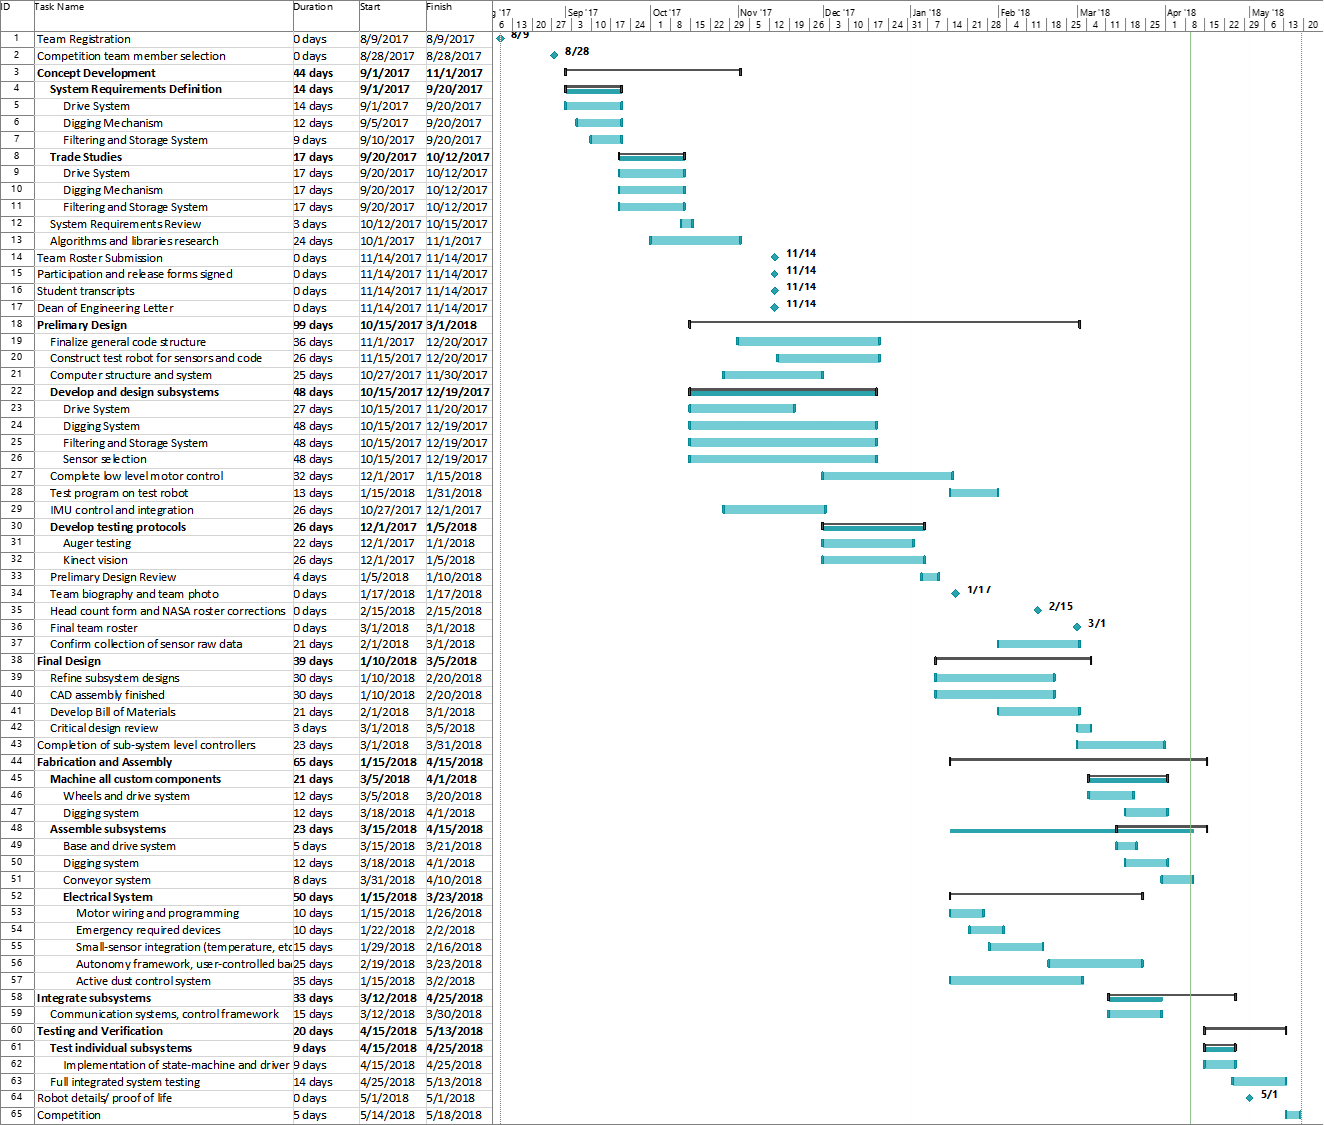 ID Task Name Duration Start Finish
g '17 Sep '17 Oct '17 Nov '17 Dec '17 Jan '18 Feb '18 Mar '18 Apr '18 May '18
6 13 20 27 3 10 17 24 1 8 15 22 29 5 12 19 26 3 10 17 24 31 7 14 21 28 4 11 18 25 4 11 18 25 1 8 15 22 29 6 13 20
1 Team Registration 0 days 8/9/2017 8/9/2017 8/9
2 Competition team member selection 0 days 8/28/2017 8/28/2017 8/28
3 Concept Development 44 days 9/1/2017 11/1/2017
4 System Requirements Definition 14 days 9/1/2017 9/20/2017
5 Drive System 14 days 9/1/2017 9/20/2017
6 Digging Mechanism 12 days 9/5/2017 9/20/2017
7 Filtering and Storage System 9 days 9/10/2017 9/20/2017
8 Trade Studies 17 days 9/20/2017 10/12/2017
9 Drive System 17 days 9/20/2017 10/12/2017
10 Digging Mechanism 17 days 9/20/2017 10/12/2017
11 Filtering and Storage System 17 days 9/20/2017 10/12/2017
12 System Requirements Review 3 days 10/12/2017 10/15/2017
13 Algorithms and libraries research 24 days 10/1/2017 11/1/2017
14 Team Roster Submission 0 days 11/14/2017 11/14/2017 11/14
15 Participation and release forms signed 0 days 11/14/2017 11/14/2017 11/14
16 Student transcripts 0 days 11/14/2017 11/14/2017 11/14
17 Dean of Engineering Letter 0 days 11/14/2017 11/14/2017 11/14
18 Prelimary Design 99 days 10/15/2017 3/1/2018
19 Finalize general code structure 36 days 11/1/2017 12/20/2017
20 Construct test robot for sensors and code 26 days 11/15/2017 12/20/2017
21 Computer structure and system 25 days 10/27/2017 11/30/2017
22 Develop and design subsystems 48 days 10/15/2017 12/19/2017
23 Drive System 27 days 10/15/2017 11/20/2017
24 Digging System 48 days 10/15/2017 12/19/2017
25 Filtering and Storage System 48 days 10/15/2017 12/19/2017
26 Sensor selection 48 days 10/15/2017 12/19/2017
27 Complete low level motor control 32 days 12/1/2017 1/15/2018
28 Test program on test robot 13 days 1/15/2018 1/31/2018
29 IMU control and integration 26 days 10/27/2017 12/1/2017
30 Develop testing protocols 26 days 12/1/2017 1/5/2018
31 Auger testing 22 days 12/1/2017 1/1/2018
32 Kinect vision 26 days 12/1/2017 1/5/2018
33 Prelimary Design Review 4 days 1/5/2018 1/10/2018
34 Team biography and team photo 0 days 1/17/2018 1/17/2018 1/17
35 Head count form and NASA roster corrections 0 days 2/15/2018 2/15/2018 2/15
36 Final team roster 0 days 3/1/2018 3/1/2018 3/1
37 Confirm collection of sensor raw data 21 days 2/1/2018 3/1/2018
38 Final Design 39 days 1/10/2018 3/5/2018
39 Refine subsystem designs 30 days 1/10/2018 2/20/2018
40 CAD assembly finished 30 days 1/10/2018 2/20/2018
41 Develop Bill of Materials 21 days 2/1/2018 3/1/2018
42 Critical design review 3 days 3/1/2018 3/5/2018
43 Completion of sub-system level controllers 23 days 3/1/2018 3/31/2018
44 Fabrication and Assembly 65 days 1/15/2018 4/15/2018
45 Machine all custom components 21 days 3/5/2018 4/1/2018
46 Wheels and drive system 12 days 3/5/2018 3/20/2018
47 Digging system 12 days 3/18/2018 4/1/2018
48 Assemble subsystems 23 days 3/15/2018 4/15/2018
49 Base and drive system 5 days 3/15/2018 3/21/2018
50 Digging system 12 days 3/18/2018 4/1/2018
51 Conveyor system 8 days 3/31/2018 4/10/2018
52 Electrical System 50 days 1/15/2018 3/23/2018
53 Motor wiring and programming 10 days 1/15/2018 1/26/2018
54 Emergency required devices 10 days 1/22/2018 2/2/2018
55 Small-sensor integration (temperature, etc 15 days 1/29/2018 2/16/2018
56 Autonomy framework, user-controlled ba 25 days 2/19/2018 3/23/2018
57 Active dust control system 35 days 1/15/2018 3/2/2018
58 Integrate subsystems 33 days 3/12/2018 4/25/2018
59 Communication systems, control framework 15 days 3/12/2018 3/30/2018
60 Testing and Verification 20 days 4/15/2018 5/13/2018
61 Test individual subsystems 9 days 4/15/2018 4/25/2018
62 Implementation of state-machine and driver 9 days 4/15/2018 4/25/2018
63 Full integrated system testing 14 days 4/25/2018 5/13/2018
64 Robot details/ proof of life 0 days 5/1/2018 5/1/2018 5/1
65 Competition 5 days 5/14/2018 5/18/2018